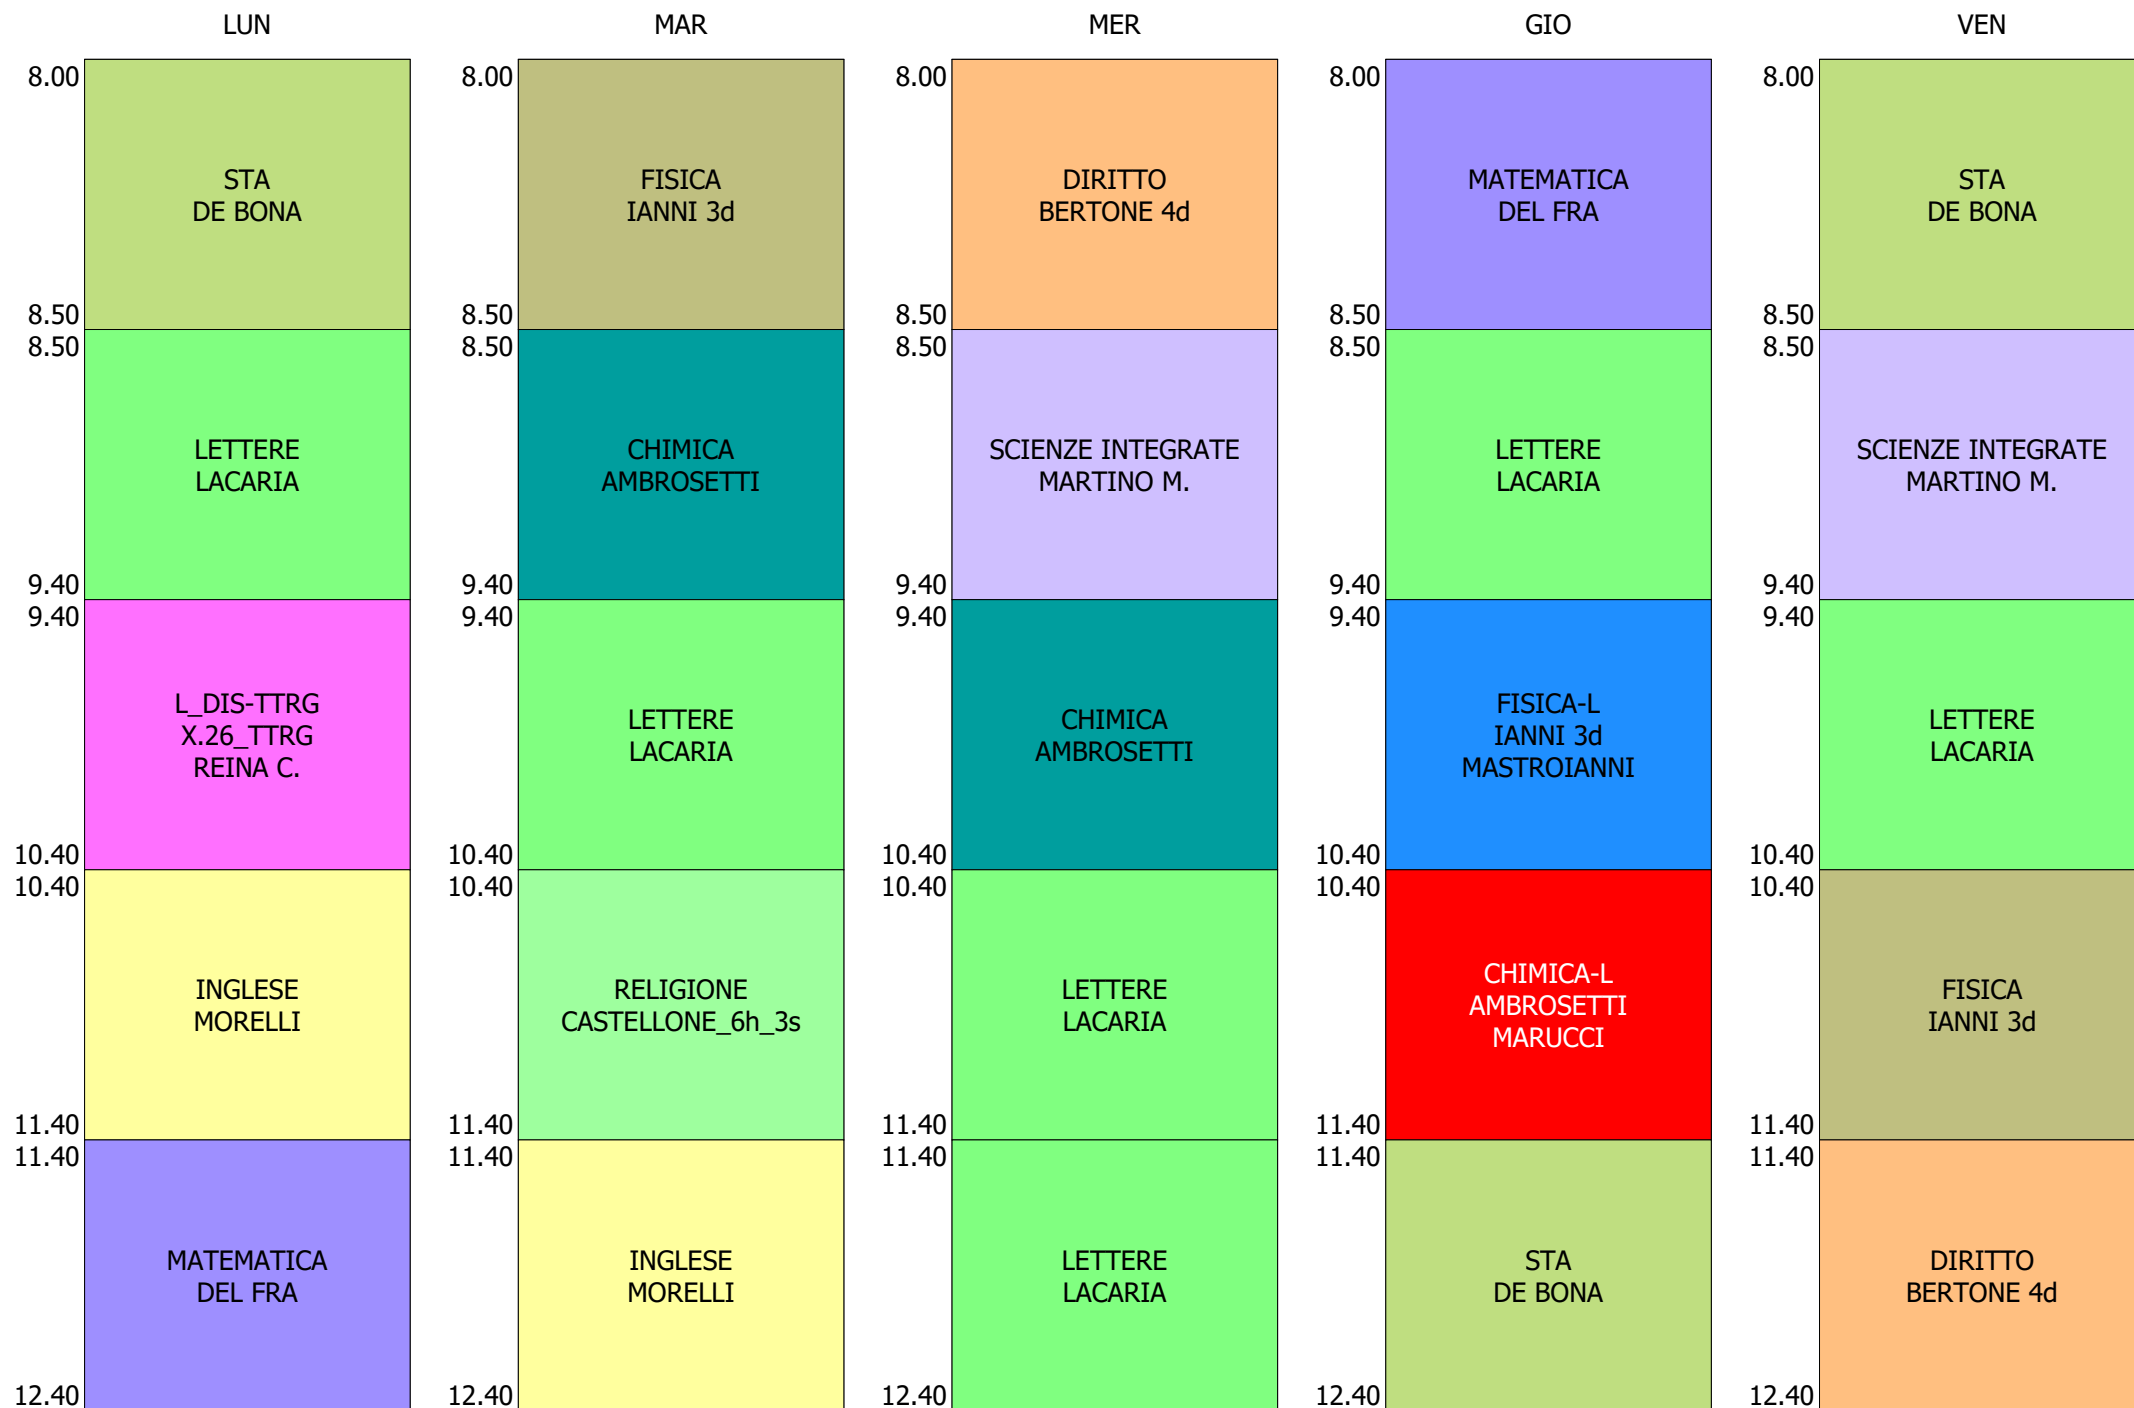 LUN
MAR
MER
GIO
VEN
8.00
STA
DE BONA
8.50
8.00
FISICA
IANNI 3d
8.50
8.00
DIRITTO
BERTONE 4d
8.50
8.00
MATEMATICA
DEL FRA
8.50
8.00
STA
DE BONA
8.50
8.50
LETTERE
LACARIA
9.40
8.50
CHIMICA
AMBROSETTI
9.40
8.50
SCIENZE INTEGRATE
MARTINO M.
9.40
8.50
LETTERE
LACARIA
9.40
8.50
SCIENZE INTEGRATE
MARTINO M.
9.40
9.40
L_DIS-TTRG
X.26_TTRG
REINA C.
10.40
9.40
LETTERE
LACARIA
10.40
9.40
CHIMICA
AMBROSETTI
10.40
9.40
FISICA-L
IANNI 3d
MASTROIANNI
10.40
9.40
LETTERE
LACARIA
10.40
10.40
INGLESE
MORELLI
11.40
10.40
RELIGIONE
CASTELLONE_6h_3s
11.40
10.40
LETTERE
LACARIA
11.40
10.40
CHIMICA-L
AMBROSETTI
MARUCCI
11.40
10.40
FISICA
IANNI 3d
11.40
11.40
MATEMATICA
DEL FRA
12.40
11.40
INGLESE
MORELLI
12.40
11.40
LETTERE
LACARIA
12.40
11.40
STA
DE BONA
12.40
11.40
DIRITTO
BERTONE 4d
12.40